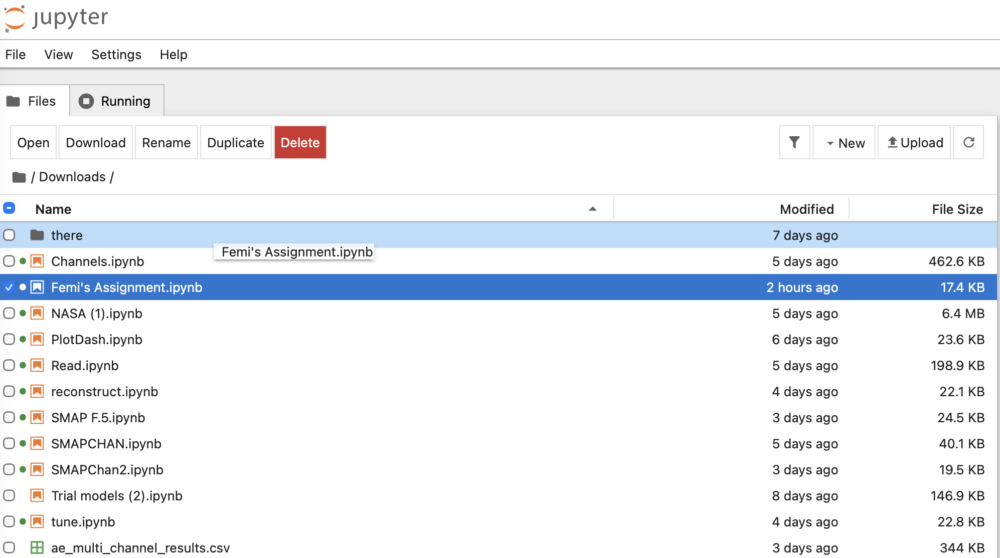 jupyter
File View Settings Help
Files Running
Open Download Rename Duplicate Delete New Upload
/ Downloads /
Name Modified File Size
there 7 days ago
Femi's Assignment.ipynb
Channels.ipynb 5 days ago 462.6 KB
Femi's Assignment.ipynb 2 hours ago 17.4 KB
NASA (1).ipynb 5 days ago 6.4 MB
PlotDash.ipynb 6 days ago 23.6 KB
Read.ipynb 5 days ago 198.9 KB
reconstruct.ipynb 4 days ago 22.1 KB
SMAP F.5.ipynb 3 days ago 24.5 KB
SMAPCHAN.ipynb 5 days ago 40.1 KB
SMAPChan2.ipynb 3 days ago 19.5 KB
Trial models (2).ipynb 8 days ago 146.9 KB
tune.ipynb 4 days ago 22.8 KB
ae_multi_channel_results.csv 3 days ago 344 KB